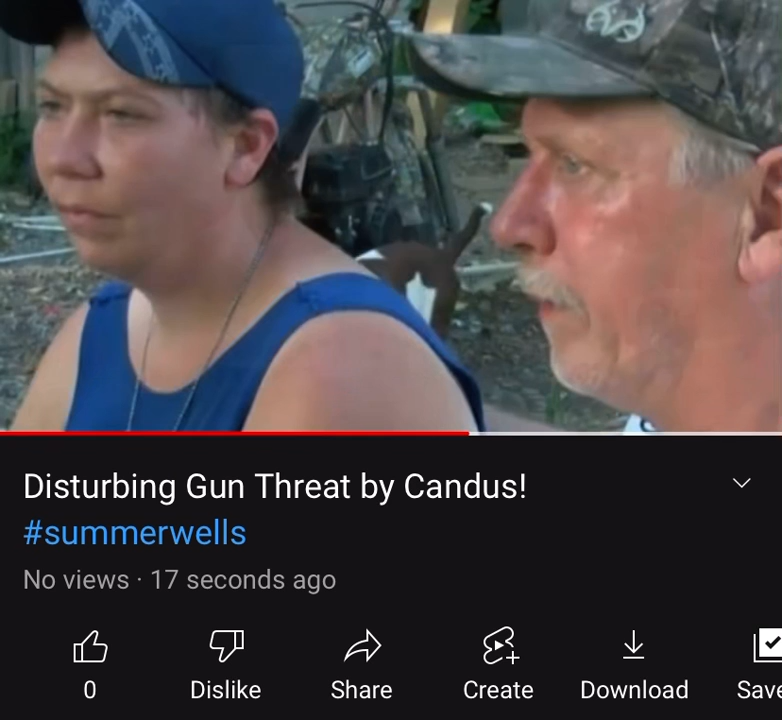 Disturbing Gun Threat by Candus!
#summerwells
No views · 17 seconds ago
0 Dislike Share Create Download Save